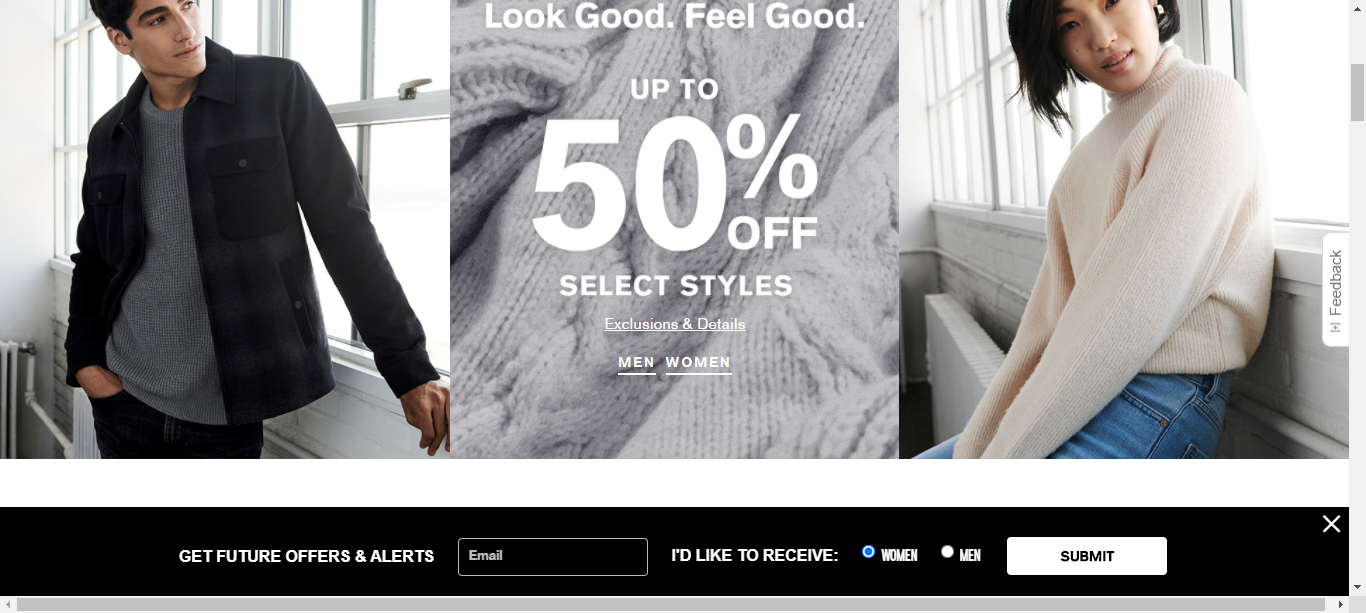 Look Good. Feel Good.
UP TO
50% OFF
SELECT STYLES
Exclusions & Details
MEN WOMEN
Feedback
GET FUTURE OFFERS & ALERTS
Email
I'D LIKE TO RECEIVE:
WOMEN
MEN
SUBMIT